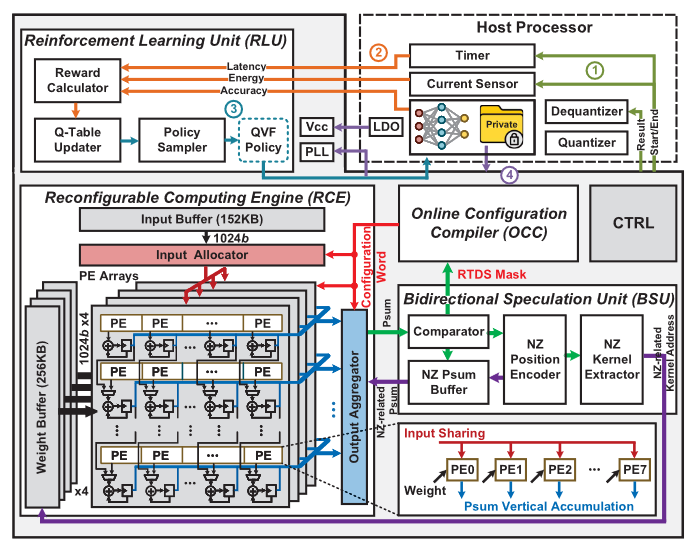 Host Processor
Reinforcement Learning Unit (RLU)
Reward
Calculator
Latency
Energy
Accuracy
2
Timer
1
Current Sensor
Private
Dequantizer
Quantizer
Result
Start/End
Q-Table
Updater
Policy
Sampler
3
QVF
Policy
Vcc
LDO
PLL
4
Reconfigurable Computing Engine (RCE)
Input Buffer (152KB)
1024b
Input Allocator
PE Arrays
Configuration
Word
Online Configuration
Compiler (OCC)
CTRL
RTDS Mask
Weight Buffer (256KB)
1024b x4
x4
PE PE ... PE
PE PE ... PE
PE PE ... PE
Output Aggregator
Psum
NZ-related
Psum
Bidirectional Speculation Unit (BSU)
Comparator
NZ Psum
Buffer
NZ
Position
Encoder
NZ
Kernel
Extractor
NZ-related
Kernel Address
Input Sharing
PE0 PE1 PE2 ... PE7
Weight
Psum Vertical Accumulation